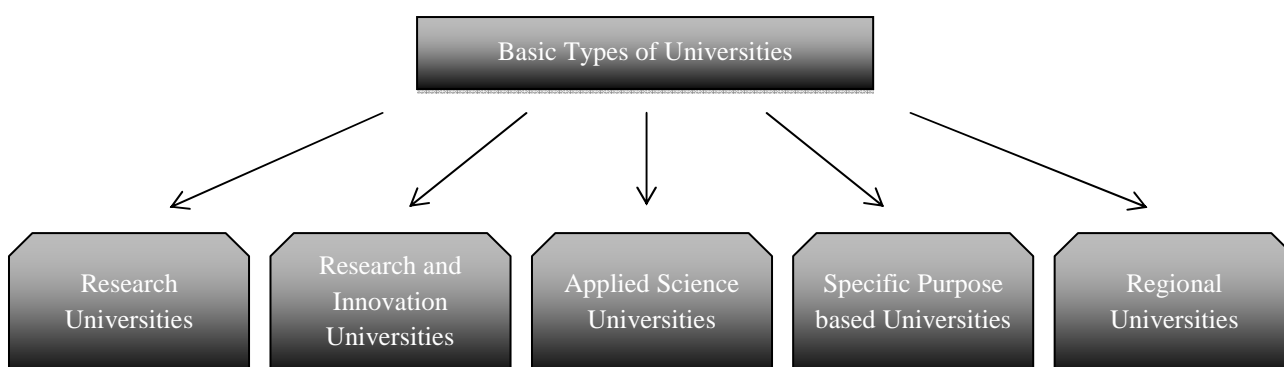 Basic Types of Universities
Research
Universities
Research and
Innovation
Universities
Applied Science
Universities
Specific Purpose
based Universities
Regional
Universities